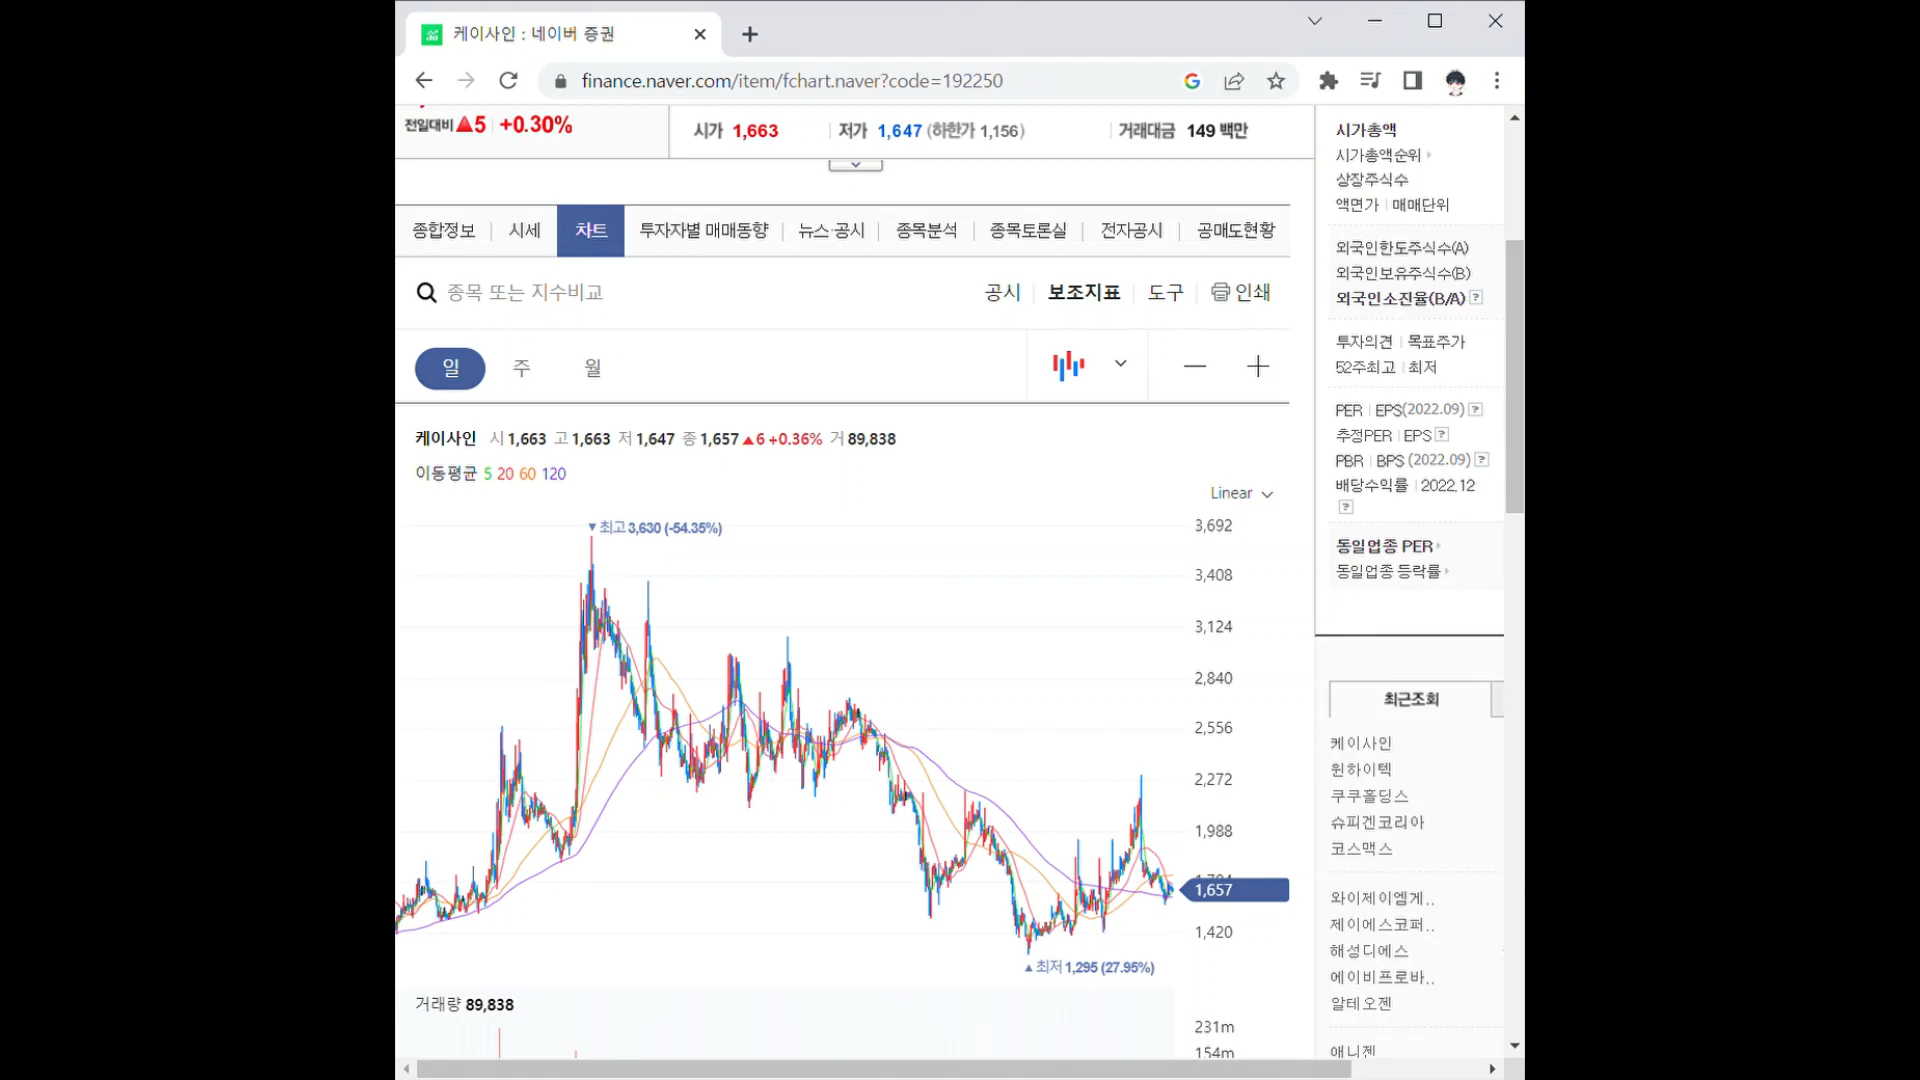 케이사인 : 네이버 증권
finance.naver.com/item/fchart.naver?code=192250
전일대비 ▲5 +0.30%
시가 1,663 저가 1,647 (하한가 1,156) 거래대금 149 백만
종합정보 시세 차트 투자자별 매매동향 뉴스·공시 종목분석 종목토론실 전자공시 공매도현황
종목 또는 지수비교
공시 보조지표 도구 인쇄
일 주 월
케이사인 시 1,663 고 1,663 저 1,647 종 1,657 ▲6 +0.36% 거 89,838
이동평균 5 20 60 120
Linear
▼최고 3,630 (-54.35%)
3,692
3,408
3,124
2,840
2,556
2,272
1,988
1,657
1,420
▲최저 1,295 (27.95%)
거래량 89,838
231m
154m
시가총액
시가총액순위
상장주식수
액면가 매매단위
외국인한도주식수(A)
외국인보유주식수(B)
외국인소진율(B/A) ?
투자의견 목표주가
52주최고 최저
PER EPS(2022.09) ?
추정PER EPS ?
PBR BPS (2022.09) ?
배당수익률 2022.12
?
동일업종 PER
동일업종 등락률
최근조회
케이사인
원하이텍
쿠쿠홀딩스
슈피겐코리아
코스맥스
와이제이엠게..
제이에스코퍼..
해성디에스
에이비프로바..
알테오젠
애니젠